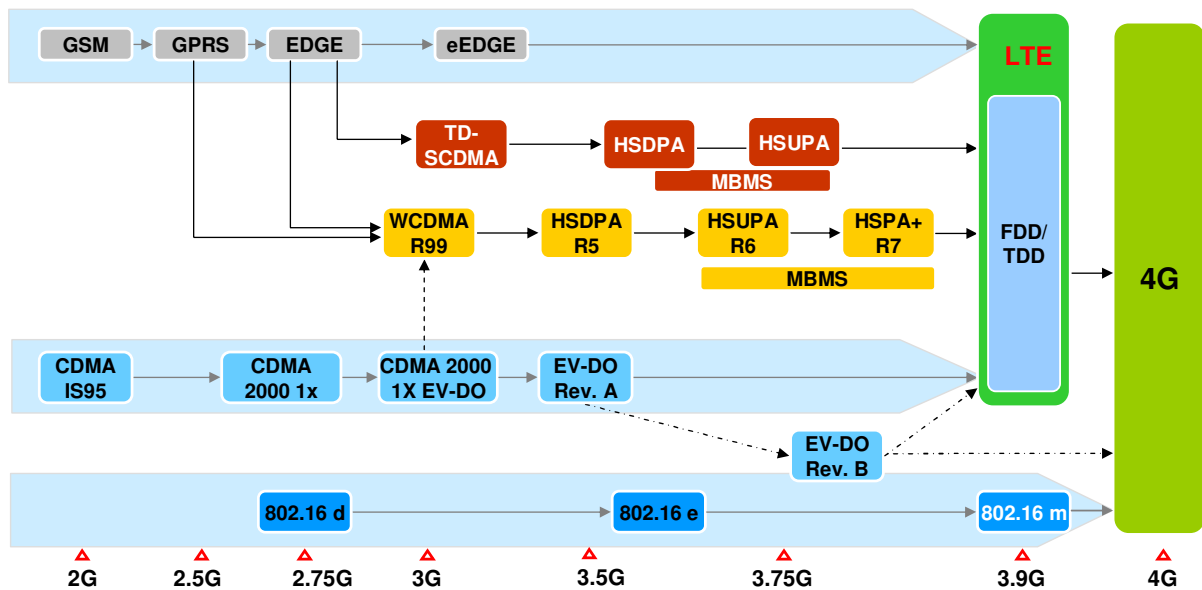 GSM
GPRS
EDGE
eEDGE
LTE
TD-
SCDMA
HSDPA
HSUPA
MBMS
WCDMA
R99
HSDPA
R5
HSUPA
R6
HSPA+
R7
MBMS
FDD/
TDD
4G
CDMA
IS95
CDMA
2000 1x
CDMA 2000
1X EV-DO
EV-DO
Rev. A
EV-DO
Rev. B
802.16 d
802.16 e
802.16 m
2G
2.5G
2.75G
3G
3.5G
3.75G
3.9G
4G